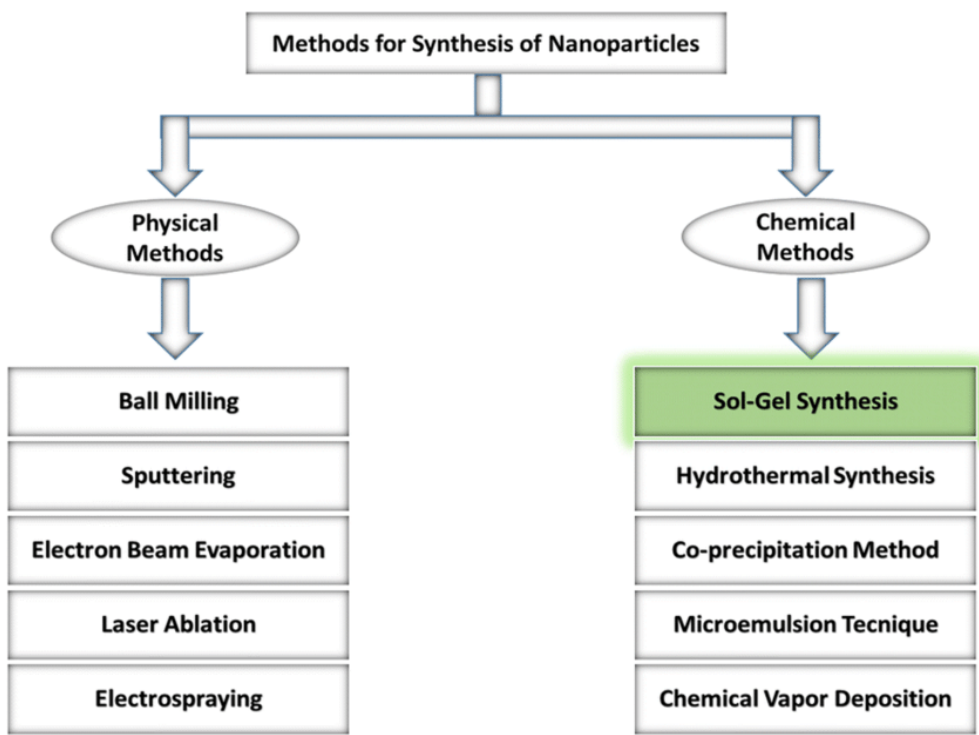 Methods for Synthesis of Nanoparticles
Physical
Methods
Chemical
Methods
Ball Milling
Sputtering
Electron Beam Evaporation
Laser Ablation
Electrospraying
Sol-Gel Synthesis
Hydrothermal Synthesis
Co-precipitation Method
Microemulsion Tecnique
Chemical Vapor Deposition